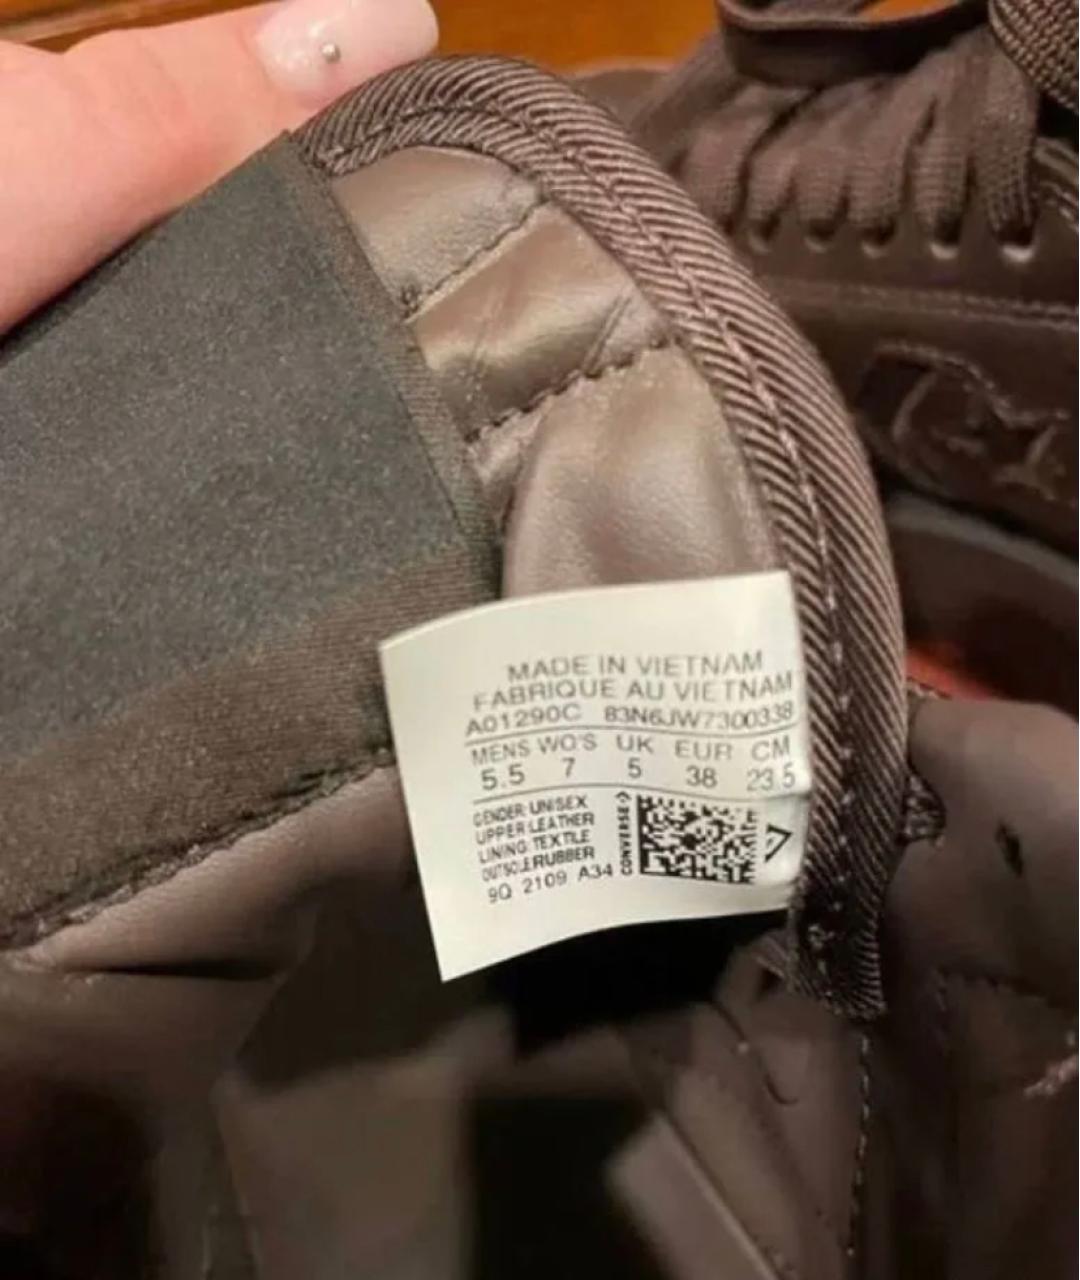 MADE IN VIETNAM
FABRIQUE AU VIETNAM
A01290C 83N6JW7300338
MENS WO'S UK EUR CM
5.5 7 5 38 23.5
GENDER: UNISEX
UPPER:LEATHER
LINING: TEXTILE
OUTSOLE:RUBBER
9Q 2109 A34
CONVERSE